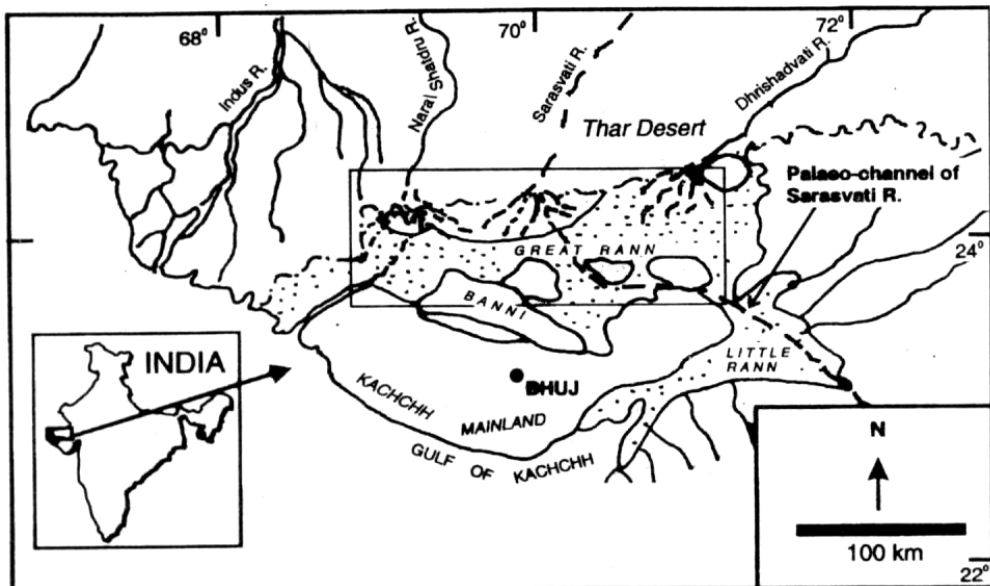 68°
70°
72°
Indus R.
Naral Shatdru R.
Sarasvati R.
Dhrishadvati R.
Thar Desert
Palaeo-channel of
Sarasvati R.
GREAT RANN
24°
BANNI
INDIA
LITTLE
RANN
BHUJ
KACHCHH
MAINLAND
GULF OF KACHCHH
N
100 km
22°